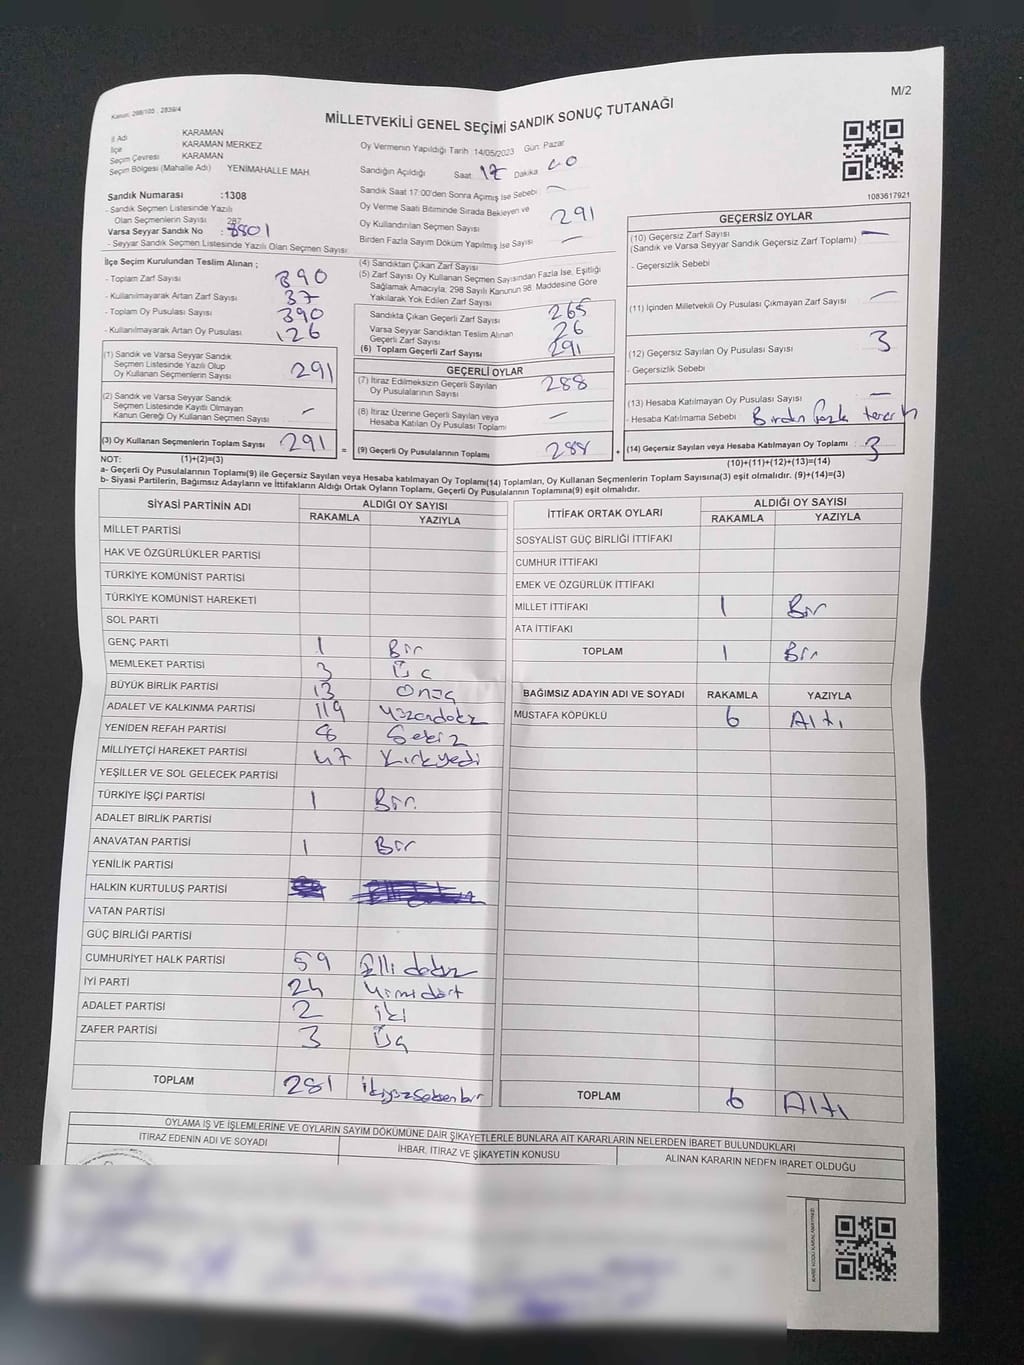 Kanun: 298/105 , 2839/4
M/2
MİLLETVEKİLİ GENEL SEÇİMİ SANDIK SONUÇ TUTANAĞI
İl Adı KARAMAN
İlçe KARAMAN MERKEZ
Seçim Çevresi KARAMAN
Seçim Bölgesi (Mahalle Adı) YENİMAHALLE MAH.
Sandık Numarası :1308
- Sandık Seçmen Listesinde Yazılı
Olan Seçmenlerin Sayısı 287
Varsa Seyyar Sandık No : 8801
- Seyyar Sandık Seçmen Listesinde Yazılı Olan Seçmen Sayısı:
Oy Vermenin Yapıldığı Tarih :14/05/2023 Gün: Pazar
Sandığın Açıldığı Saat 17 Dakika
Sandık Saat 17:00'den Sonra Açımış İse Sebebi : —
Oy Verme Saati Bitiminde Sırada Bekleyen ve
Oy Kullandırılan Seçmen Sayısı 291
Birden Fazla Sayım Döküm Yapılmış İse Sayısı —
1083617921
İlçe Seçim Kurulundan Teslim Alınan ;
- Toplam Zarf Sayısı 390
- Kullanılmayarak Artan Zarf Sayısı 37
- Toplam Oy Pusulası Sayısı 390
- Kullanılmayarak Artan Oy Pusulası 126
(4) Sandıktan Çıkan Zarf Sayısı
(5) Zarf Sayısı Oy Kullanan Seçmen Sayısından Fazla İse, Eşitliği
Sağlamak Amacıyla; 298 Sayılı Kanunun 98. Maddesine Göre
Yakılarak Yok Edilen Zarf Sayısı
Sandıkta Çıkan Geçerli Zarf Sayısı 265
Varsa Seyyar Sandıktan Teslim Alınan
Geçerli Zarf Sayısı 26
(6) Toplam Geçerli Zarf Sayısı 291
GEÇERSİZ OYLAR
(10) Geçersiz Zarf Sayısı —
(Sandık ve Varsa Seyyar Sandık Geçersiz Zarf Toplamı)
- Geçersizlik Sebebi
(11) İçinden Milletvekili Oy Pusulası Çıkmayan Zarf Sayısı —
(12) Geçersiz Sayılan Oy Pusulası Sayısı 3
- Geçersizlik Sebebi
(13) Hesaba Katılmayan Oy Pusulası Sayısı : —
- Hesaba Katılmama Sebebi Birden fazla tercih
(14) Geçersiz Sayılan veya Hesaba Katılmayan Oy Toplamı : 3
(10)+(11)+(12)+(13)=(14)
(1) Sandık ve Varsa Seyyar Sandık
Seçmen Listesinde Yazılı Olup
Oy Kullanan Seçmenlerin Sayısı 291
(2) Sandık ve Varsa Seyyar Sandık
Seçmen Listesinde Kayıtlı Olmayan
Kanun Gereği Oy Kullanan Seçmen Sayısı —
(3) Oy Kullanan Seçmenlerin Toplam Sayısı 291 =
GEÇERLİ OYLAR
(7) İtiraz Edilmeksizin Geçerli Sayılan
Oy Pusulalarının Sayısı 288
(8) İtiraz Üzerine Geçerli Sayılan veya
Hesaba Katılan Oy Pusulası Toplamı —
(9) Geçerli Oy Pusulalarının Toplamı 288 +
NOT: (1)+(2)=(3)
a- Geçerli Oy Pusulalarının Toplamı(9) ile Geçersiz Sayılan veya Hesaba Katılmayan Oy Toplamı(14) Toplamları, Oy Kullanan Seçmenlerin Toplam Sayısına(3) eşit olmalıdır. (9)+(14)=(3)
b- Siyasi Partilerin, Bağımsız Adayların ve İttifakların Aldığı Ortak Oyların Toplamı, Geçerli Oy Pusulalarının Toplamına(9) eşit olmalıdır.
SİYASİ PARTİNİN ADI ALDIĞI OY SAYISI
RAKAMLA YAZIYLA
MİLLET PARTİSİ
HAK VE ÖZGÜRLÜKLER PARTİSİ
TÜRKİYE KOMÜNİST PARTİSİ
TÜRKİYE KOMÜNİST HAREKETİ
SOL PARTİ
GENÇ PARTİ 1 Bir
MEMLEKET PARTİSİ 3 Üç
BÜYÜK BİRLİK PARTİSİ 13 Onüç
ADALET VE KALKINMA PARTİSİ 119 Yüzondokz
YENİDEN REFAH PARTİSİ 8 Sekiz
MİLLİYETÇİ HAREKET PARTİSİ 47 Kırkyedi
YEŞİLLER VE SOL GELECEK PARTİSİ
TÜRKİYE İŞÇİ PARTİSİ 1 Bir
ADALET BİRLİK PARTİSİ
ANAVATAN PARTİSİ 1 Bir
YENİLİK PARTİSİ
HALKIN KURTULUŞ PARTİSİ
VATAN PARTİSİ
GÜÇ BİRLİĞİ PARTİSİ
CUMHURİYET HALK PARTİSİ 59 Elli dokuz
İYİ PARTİ 24 Yirmidört
ADALET PARTİSİ 2 iki
ZAFER PARTİSİ 3 Üç
TOPLAM 281 ikiyüzseksenbir
İTTİFAK ORTAK OYLARI ALDIĞI OY SAYISI
RAKAMLA YAZIYLA
SOSYALİST GÜÇ BİRLİĞİ İTTİFAKI
CUMHUR İTTİFAKI
EMEK VE ÖZGÜRLÜK İTTİFAKI
MİLLET İTTİFAKI 1 Bir
ATA İTTİFAKI
TOPLAM 1 Bir
BAĞIMSIZ ADAYIN ADI VE SOYADI RAKAMLA YAZIYLA
MUSTAFA KÖPÜKLÜ 6 Altı
TOPLAM 6 Altı
OYLAMA İŞ VE İŞLEMLERİNE VE OYLARIN SAYIM DÖKÜMÜNE DAİR ŞİKAYETLERLE BUNLARA AİT KARARLARIN NELERDEN İBARET BULUNDUKLARI
İTİRAZ EDENİN ADI VE SOYADI İHBAR, İTİRAZ VE ŞİKAYETİN KONUSU ALINAN KARARIN NEDEN İBARET OLDUĞU
KARE KODU KARALAMAYINIZ!